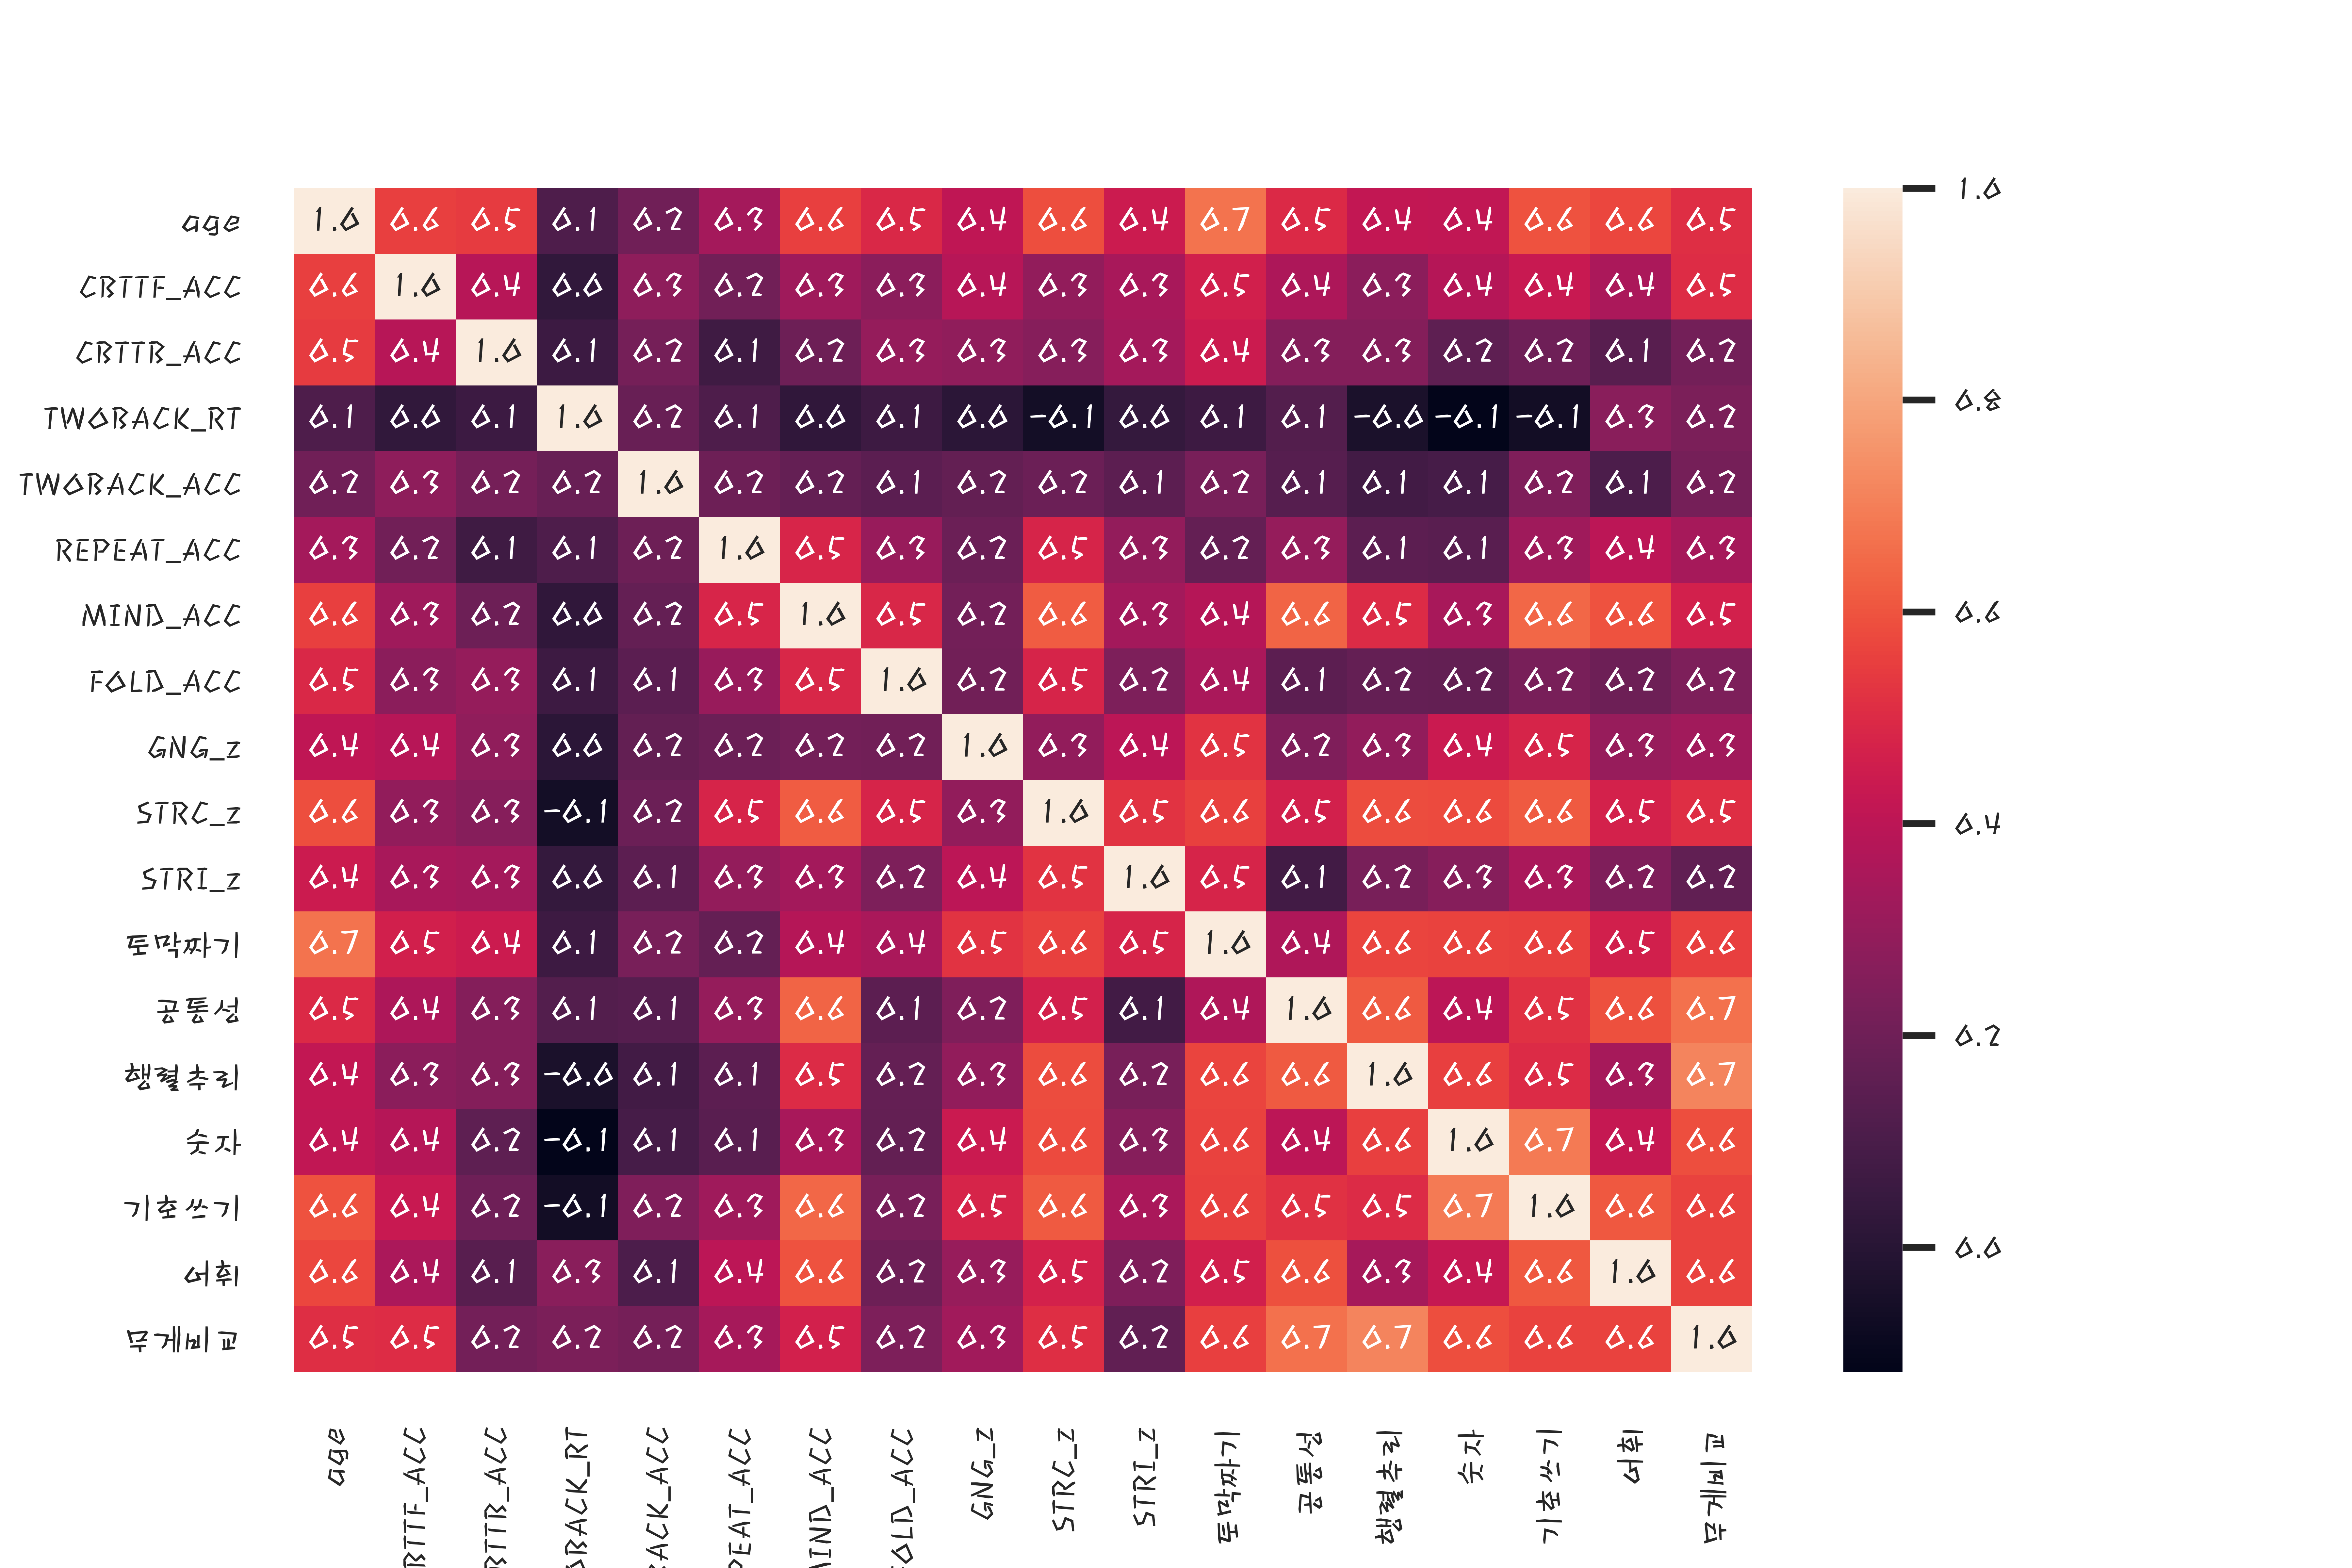 age 1.0 0.6 0.5 0.1 0.2 0.3 0.6 0.5 0.4 0.6 0.4 0.7 0.5 0.4 0.4 0.6 0.6 0.5
CBTTF_ACC 0.6 1.0 0.4 0.0 0.3 0.2 0.3 0.3 0.4 0.3 0.3 0.5 0.4 0.3 0.4 0.4 0.4 0.5
CBTTB_ACC 0.5 0.4 1.0 0.1 0.2 0.1 0.2 0.3 0.3 0.3 0.3 0.4 0.3 0.3 0.2 0.2 0.1 0.2
TWOBACK_RT 0.1 0.0 0.1 1.0 0.2 0.1 0.0 0.1 0.0 -0.1 0.0 0.1 0.1 -0.0 -0.1 -0.1 0.3 0.2
TWOBACK_ACC 0.2 0.3 0.2 0.2 1.0 0.2 0.2 0.1 0.2 0.2 0.1 0.2 0.1 0.1 0.1 0.2 0.1 0.2
REPEAT_ACC 0.3 0.2 0.1 0.1 0.2 1.0 0.5 0.3 0.2 0.5 0.3 0.2 0.3 0.1 0.1 0.3 0.4 0.3
MIND_ACC 0.6 0.3 0.2 0.0 0.2 0.5 1.0 0.5 0.2 0.6 0.3 0.4 0.6 0.5 0.3 0.6 0.6 0.5
FOLD_ACC 0.5 0.3 0.3 0.1 0.1 0.3 0.5 1.0 0.2 0.5 0.2 0.4 0.1 0.2 0.2 0.2 0.2 0.2
GNG_z 0.4 0.4 0.3 0.0 0.2 0.2 0.2 0.2 1.0 0.3 0.4 0.5 0.2 0.3 0.4 0.5 0.3 0.3
STRC_z 0.6 0.3 0.3 -0.1 0.2 0.5 0.6 0.5 0.3 1.0 0.5 0.6 0.5 0.6 0.6 0.6 0.5 0.5
STRI_z 0.4 0.3 0.3 0.0 0.1 0.3 0.3 0.2 0.4 0.5 1.0 0.5 0.1 0.2 0.3 0.3 0.2 0.2
토막짜기 0.7 0.5 0.4 0.1 0.2 0.2 0.4 0.4 0.5 0.6 0.5 1.0 0.4 0.6 0.6 0.6 0.5 0.6
공통성 0.5 0.4 0.3 0.1 0.1 0.3 0.6 0.1 0.2 0.5 0.1 0.4 1.0 0.6 0.4 0.5 0.6 0.7
행렬추리 0.4 0.3 0.3 -0.0 0.1 0.1 0.5 0.2 0.3 0.6 0.2 0.6 0.6 1.0 0.6 0.5 0.3 0.7
숫자 0.4 0.4 0.2 -0.1 0.1 0.1 0.3 0.2 0.4 0.6 0.3 0.6 0.4 0.6 1.0 0.7 0.4 0.6
기호쓰기 0.6 0.4 0.2 -0.1 0.2 0.3 0.6 0.2 0.5 0.6 0.3 0.6 0.5 0.5 0.7 1.0 0.6 0.6
어휘 0.6 0.4 0.1 0.3 0.1 0.4 0.6 0.2 0.3 0.5 0.2 0.5 0.6 0.3 0.4 0.6 1.0 0.6
무게비교 0.5 0.5 0.2 0.2 0.2 0.3 0.5 0.2 0.3 0.5 0.2 0.6 0.7 0.7 0.6 0.6 0.6 1.0
age
BTTF_ACC
BTTB_ACC
OBACK_RT
BACK_ACC
PEAT_ACC
MIND_ACC
OLD_ACC
GNG_z
STRC_z
STRI_z
토막짜기
공통성
행렬추리
숫자
기호쓰기
어휘
무게비교
1.0
0.8
0.6
0.4
0.2
0.0